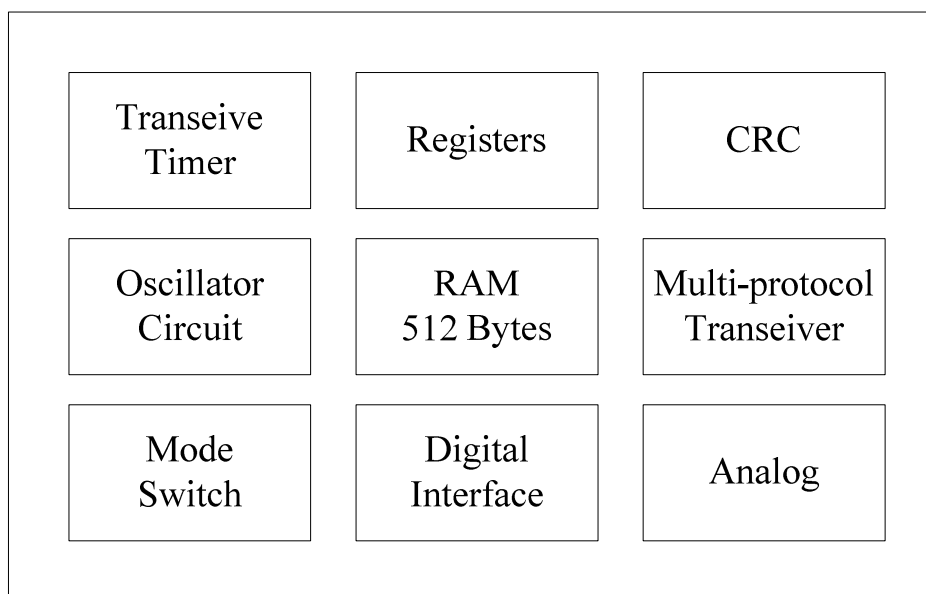 Transeive
Timer
Registers
CRC
Oscillator
Circuit
RAM
512 Bytes
Multi-protocol
Transeiver
Mode
Switch
Digital
Interface
Analog